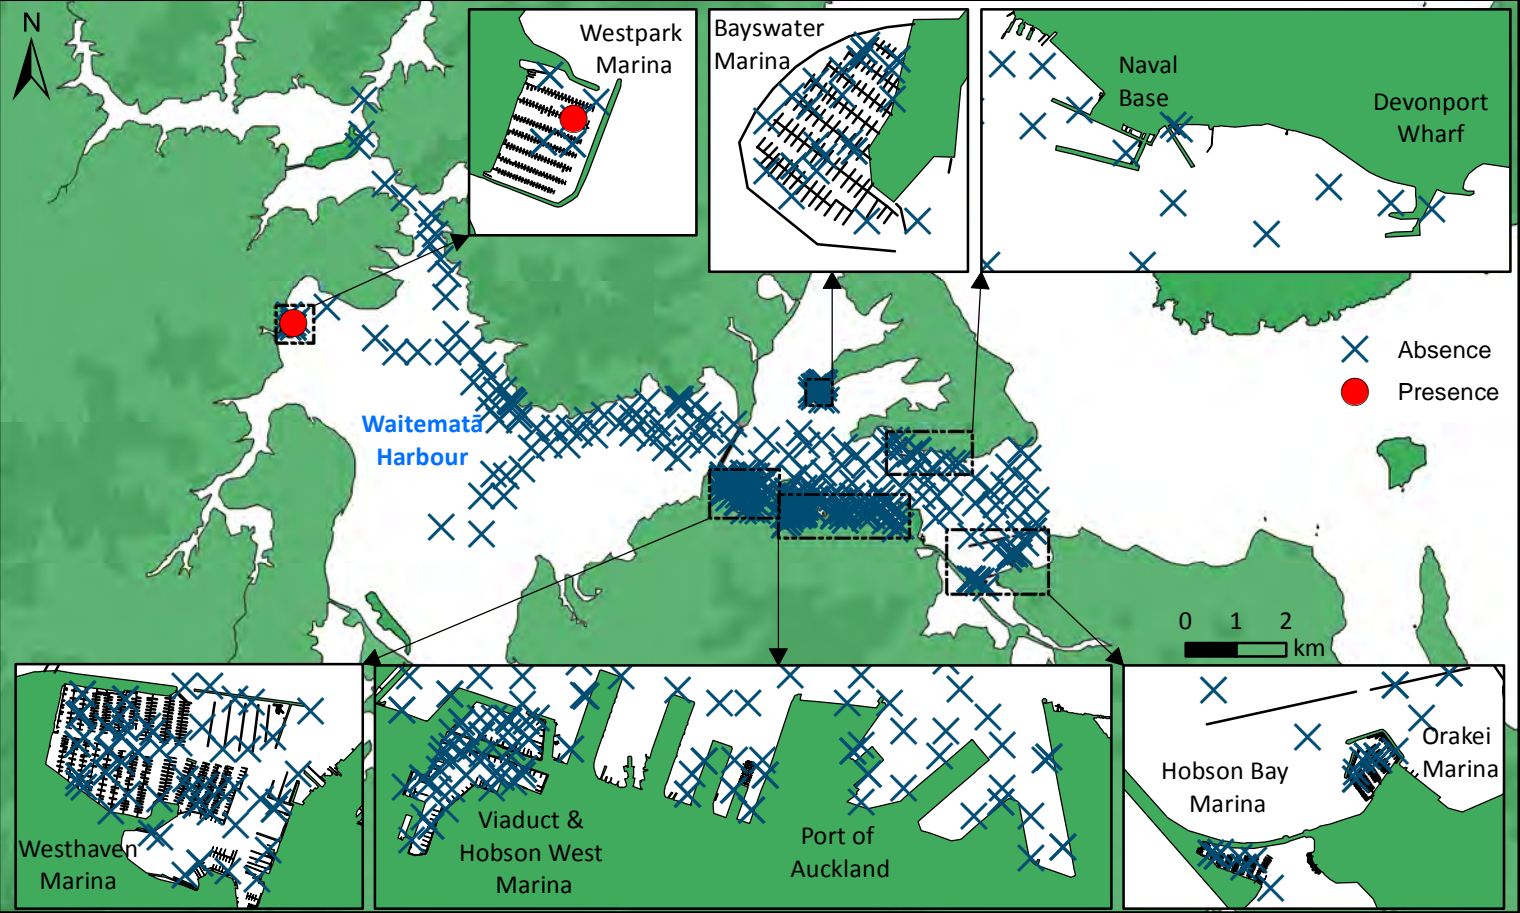 N
Westpark
Marina
Bayswater
Marina
Naval
Base
Devonport
Wharf
Absence
Presence
Waitematā
Harbour
0 1 2
km
Westhaven
Marina
Viaduct &
Hobson West
Marina
Port of
Auckland
Hobson Bay
Marina
Orakei
Marina